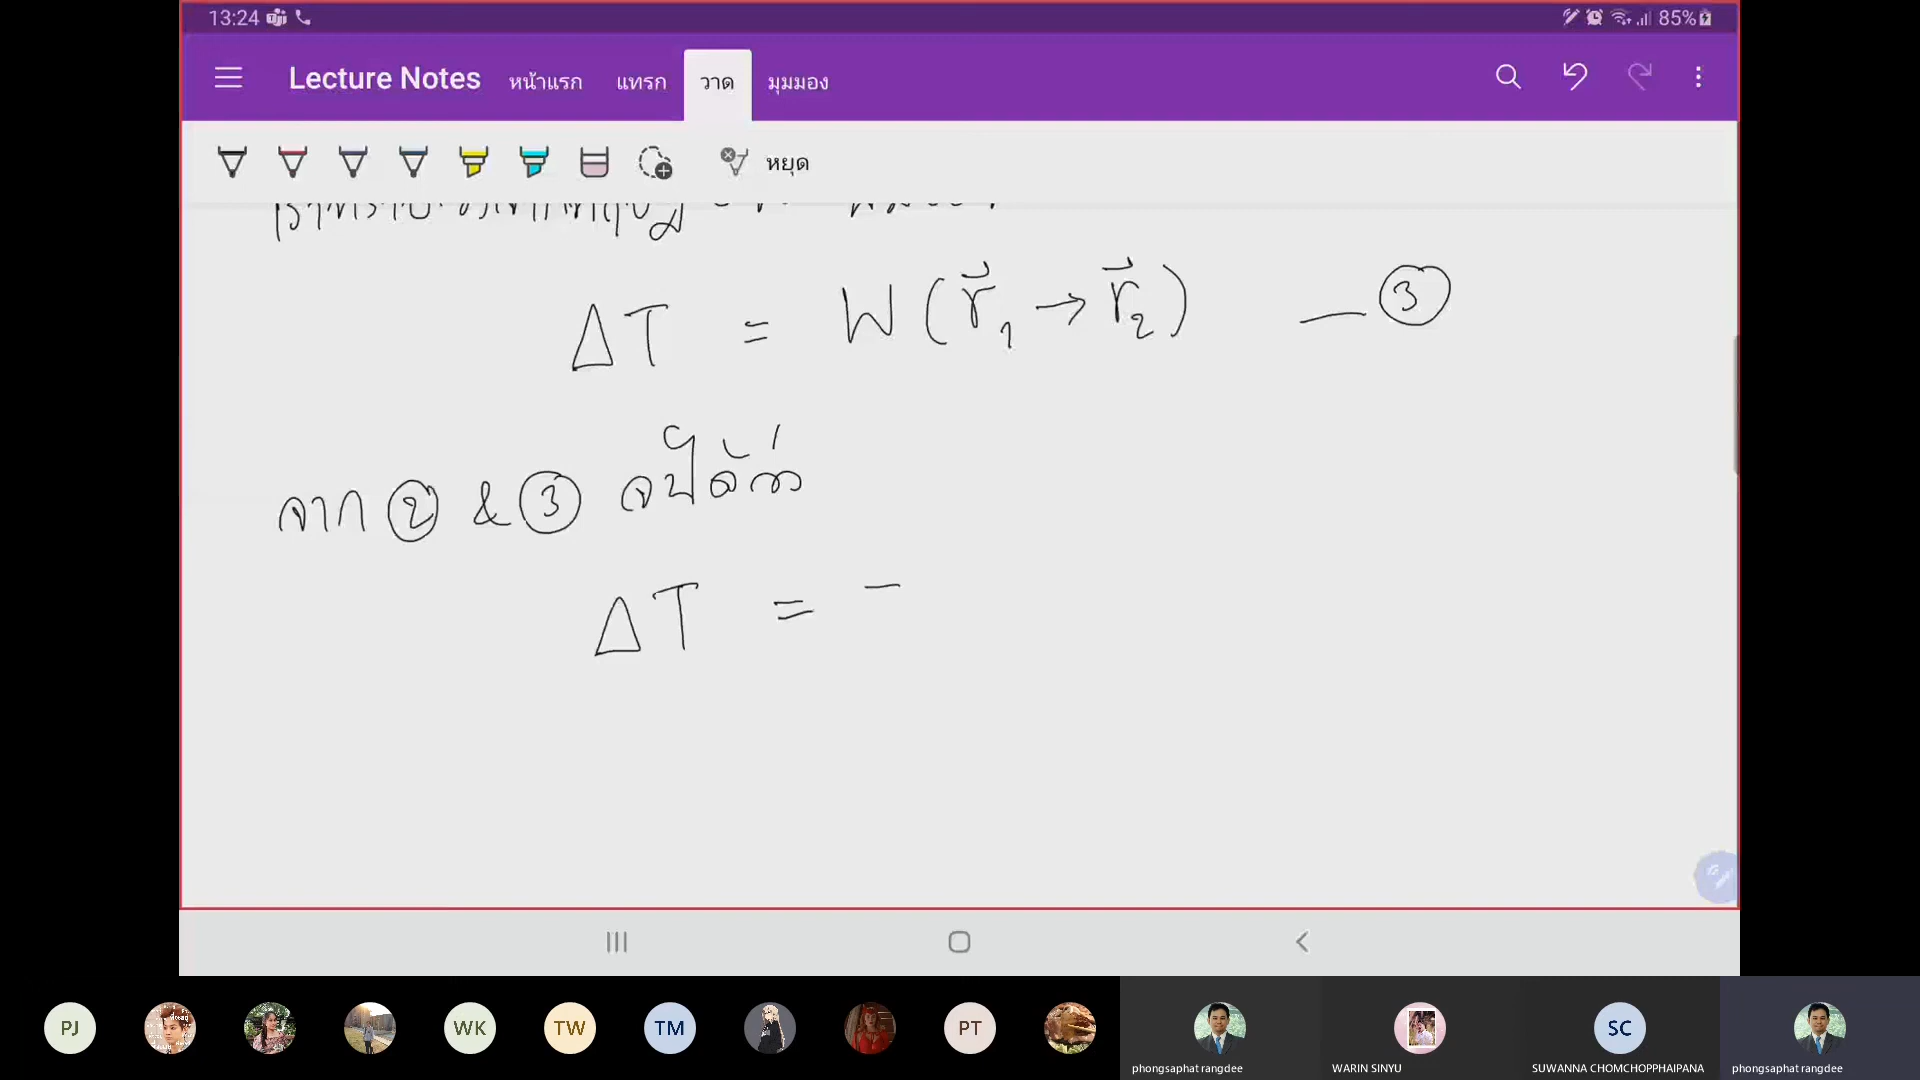 13:24 85%
Lecture Notes หน้าแรก แทรก วาด มุมมอง
หยุด
ΔT = W(r⃗₁ → r⃗₂) — ③
จาก ② & ③ จะได้ว่า
ΔT = -
PJ WK TW TM PT SC
phongsaphat rangdee WARIN SINYU SUWANNA CHOMCHOPPHAIPANA phongsaphat rangdee